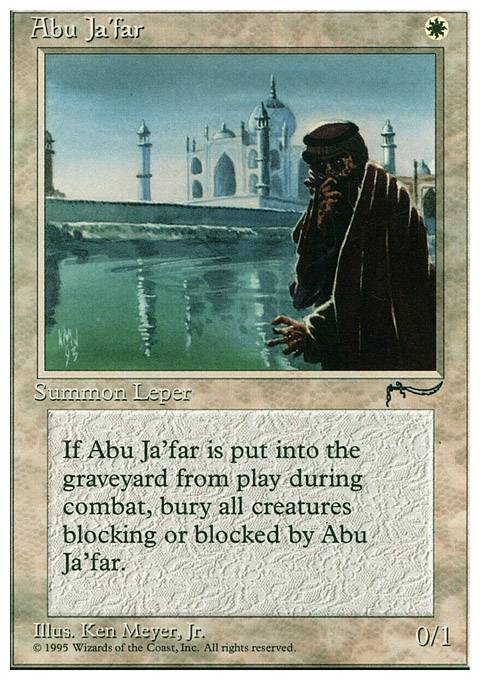 Abu Ja'far
KMJ
93
Summon Leper
If Abu Ja'far is put into the
graveyard from play during
combat, bury all creatures
blocking or blocked by Abu
Ja'far.
Illus. Ken Meyer, Jr.
© 1995 Wizards of the Coast, Inc. All rights reserved.
0/1